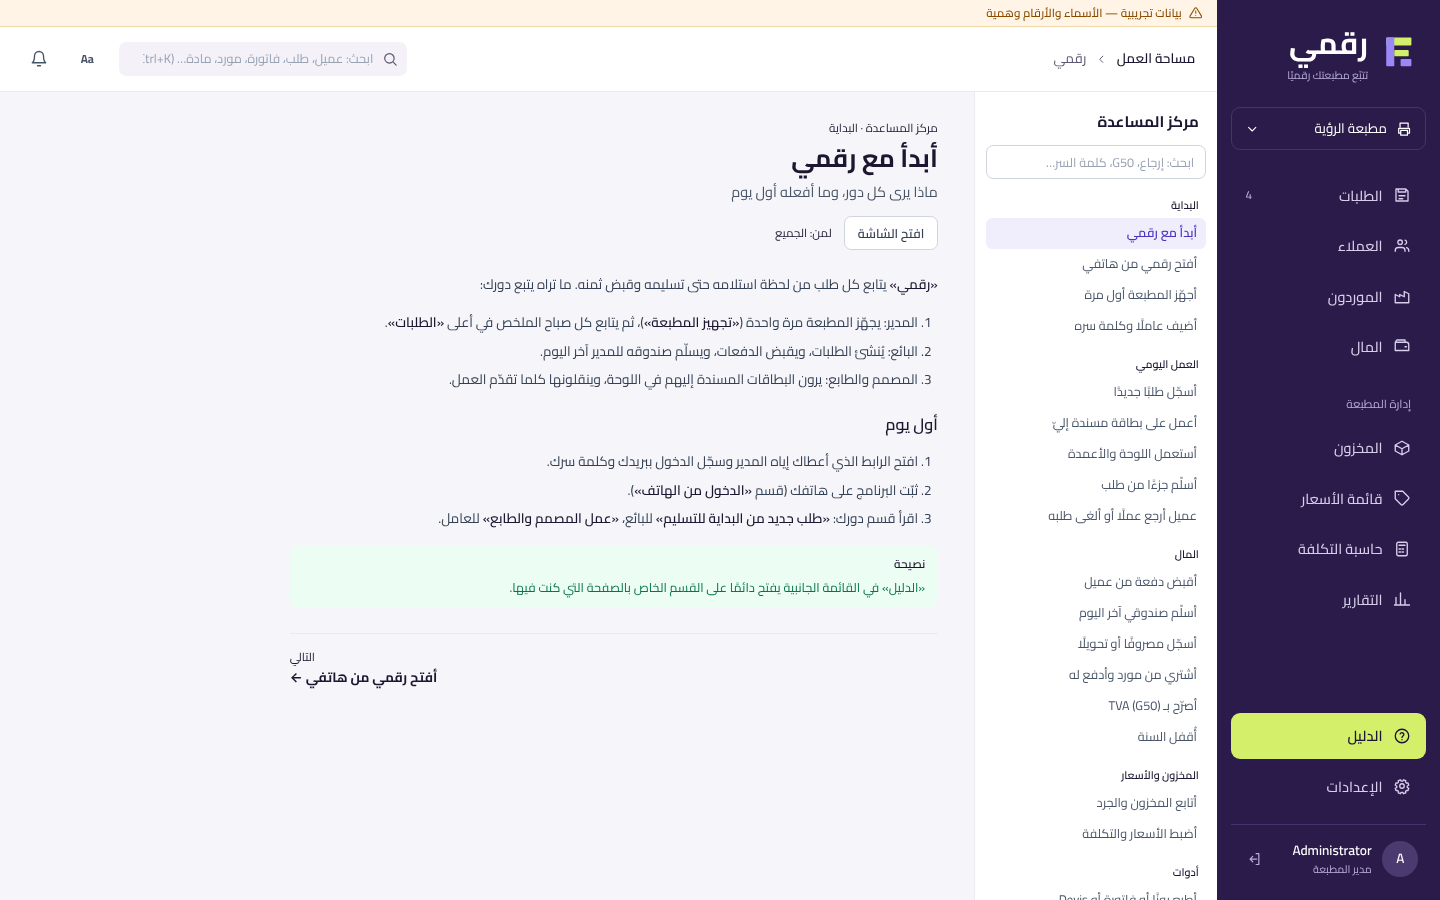 بيانات تجريبية — الأسماء والأرقام وهمية
رقمي
تتبّع مطبعتك رقميًا
مطبعة الرؤية
الطلبات
4
العملاء
الموردون
المال
إدارة المطبعة
المخزون
قائمة الأسعار
حاسبة التكلفة
التقارير
الدليل
الإعدادات
Administrator
مدير المطبعة
A
مساحة العمل
رقمي
ابحث: عميل، طلب، فاتورة، مورد، مادة... (Ctrl+K
Aa
مركز المساعدة
ابحث: إرجاع، G50، كلمة السر...
البداية
أبدأ مع رقمي
أفتح رقمي من هاتفي
أجهّز المطبعة أول مرة
أضيف عاملًا وكلمة سره
العمل اليومي
أسجّل طلبًا جديدًا
أعمل على بطاقة مسندة إليّ
أستعمل اللوحة والأعمدة
أسلّم جزءًا من طلب
عميل أرجع عملًا أو ألغى طلبه
المال
أقبض دفعة من عميل
أسلّم صندوقي آخر اليوم
أسجّل مصروفًا أو تحويلًا
أشتري من مورد وأدفع له
أصرّح بـ TVA (G50)
أقفل السنة
المخزون والأسعار
أتابع المخزون والجرد
أضبط الأسعار والتكلفة
أدوات
أطبع بونًا أو فاتورة أو Devis
مركز المساعدة · البداية
أبدأ مع رقمي
ماذا يرى كل دور، وما أفعله أول يوم
افتح الشاشة
لمن: الجميع
«رقمي» يتابع كل طلب من لحظة استلامه حتى تسليمه وقبض ثمنه. ما تراه يتبع دورك:
1. المدير: يجهّز المطبعة مرة واحدة («تجهيز المطبعة»)، ثم يتابع كل صباح الملخص في أعلى «الطلبات».
2. البائع: يُنشئ الطلبات، ويقبض الدفعات، ويسلّم صندوقه للمدير آخر اليوم.
3. المصمم والطابع: يرون البطاقات المسندة إليهم في اللوحة، وينقلونها كلما تقدّم العمل.
أول يوم
1. افتح الرابط الذي أعطاك إياه المدير وسجّل الدخول ببريدك وكلمة سرك.
2. ثبّت البرنامج على هاتفك (قسم «الدخول من الهاتف»).
3. اقرأ قسم دورك: «طلب جديد من البداية للتسليم» للبائع، «عمل المصمم والطابع» للعامل.
نصيحة
«الدليل» في القائمة الجانبية يفتح دائمًا على القسم الخاص بالصفحة التي كنت فيها.
التالي
أفتح رقمي من هاتفي ←